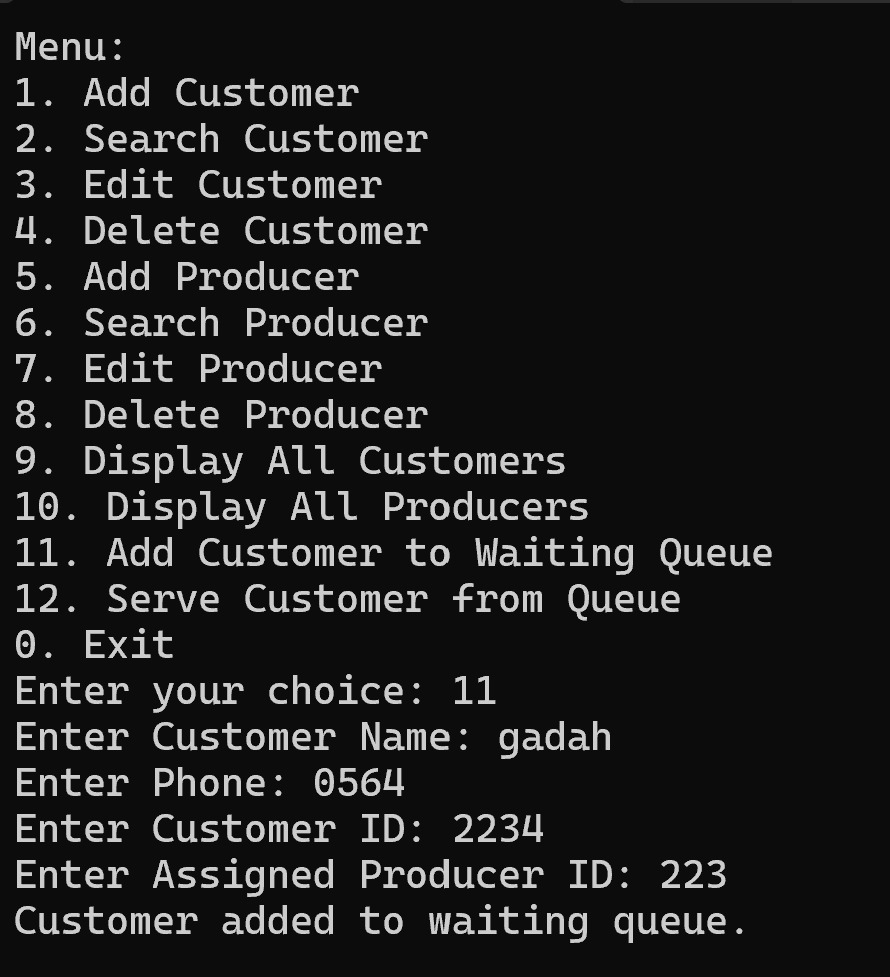 Menu:
1. Add Customer
2. Search Customer
3. Edit Customer
4. Delete Customer
5. Add Producer
6. Search Producer
7. Edit Producer
8. Delete Producer
9. Display All Customers
10. Display All Producers
11. Add Customer to Waiting Queue
12. Serve Customer from Queue
0. Exit
Enter your choice: 11
Enter Customer Name: gadah
Enter Phone: 0564
Enter Customer ID: 2234
Enter Assigned Producer ID: 223
Customer added to waiting queue.